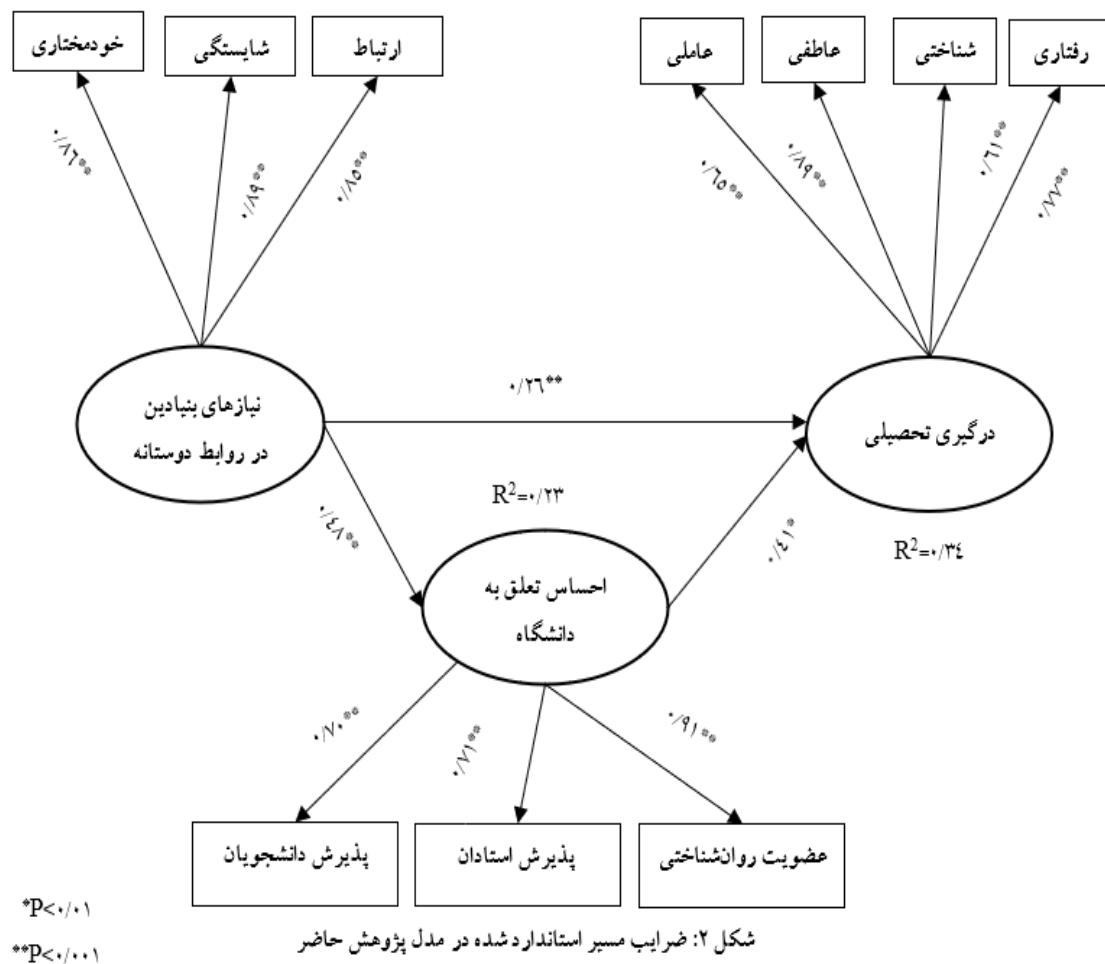 رفتاری
شناختی
عاطفی
عاملی
ارتباط
شایستگی
خودمختاری
۰/۷۷**
۰/۶۱**
۰/۸۹**
۰/۶۵**
۰/۸۵**
۰/۸۹**
۰/۸۶**
نیازهای بنیادین
در روابط دوستانه
۰/۲۶**
درگیری تحصیلی
R²=۰/۲۳
R²=۰/۳۴
۰/۴۸**
۰/۴۱*
احساس تعلق به
دانشگاه
۰/۹۱**
۰/۷۱**
۰/۷۰**
عضویت روان‌شناختی
پذیرش استادان
پذیرش دانشجویان
*P<۰/۰۱
**P<۰/۰۰۱
شکل ۲: ضرایب مسیر استاندارد شده در مدل پژوهش حاضر